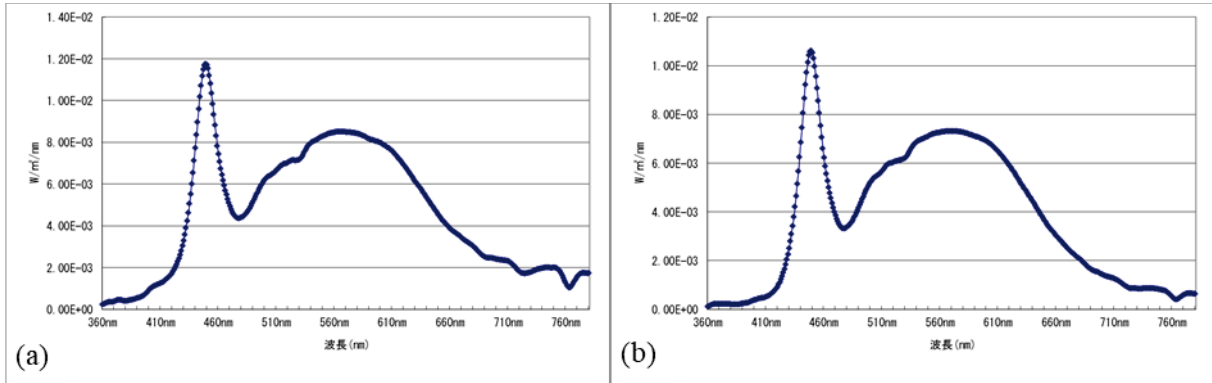 1.40E-02
1.20E-02
1.00E-02
8.00E-03
6.00E-03
4.00E-03
2.00E-03
0.00E+00
W/㎡/nm
360nm 410nm 460nm 510nm 560nm 610nm 660nm 710nm 760nm
波長(nm)
(a)
1.20E-02
1.00E-02
8.00E-03
6.00E-03
4.00E-03
2.00E-03
0.00E+00
W/㎡/nm
360nm 410nm 460nm 510nm 560nm 610nm 660nm 710nm 760nm
波長(nm)
(b)